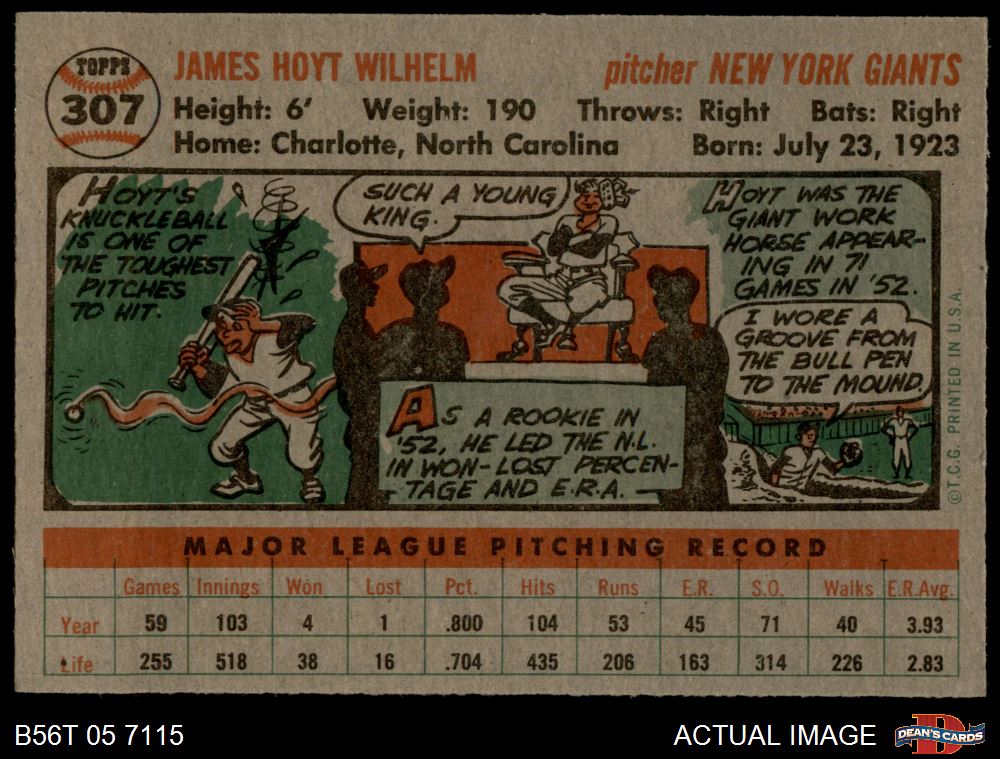 TOPPS
307
JAMES HOYT WILHELM
pitcher NEW YORK GIANTS
Height: 6' Weight: 190 Throws: Right Bats: Right
Home: Charlotte, North Carolina Born: July 23, 1923
HOYT'S
KNUCKLEBALL
IS ONE OF
THE TOUGHEST
PITCHES
TO HIT.
SUCH A YOUNG
KING.
AS A ROOKIE IN
'52, HE LED THE N.L.
IN WON-LOST PERCEN-
TAGE AND E.R.A.
HOYT WAS THE
GIANT WORK
HORSE APPEAR-
ING IN 71
GAMES IN '52.
I WORE A
GROOVE FROM
THE BULL PEN
TO THE MOUND.
©T.C.G. PRINTED IN U.S.A.
MAJOR LEAGUE PITCHING RECORD
Games Innings Won Lost Pct. Hits Runs E.R. S.O. Walks E.R.Avg.
Year 59 103 4 1 .800 104 53 45 71 40 3.93
Life 255 518 38 16 .704 435 206 163 314 226 2.83
B56T 05 7115
ACTUAL IMAGE
DEAN'S CARDS